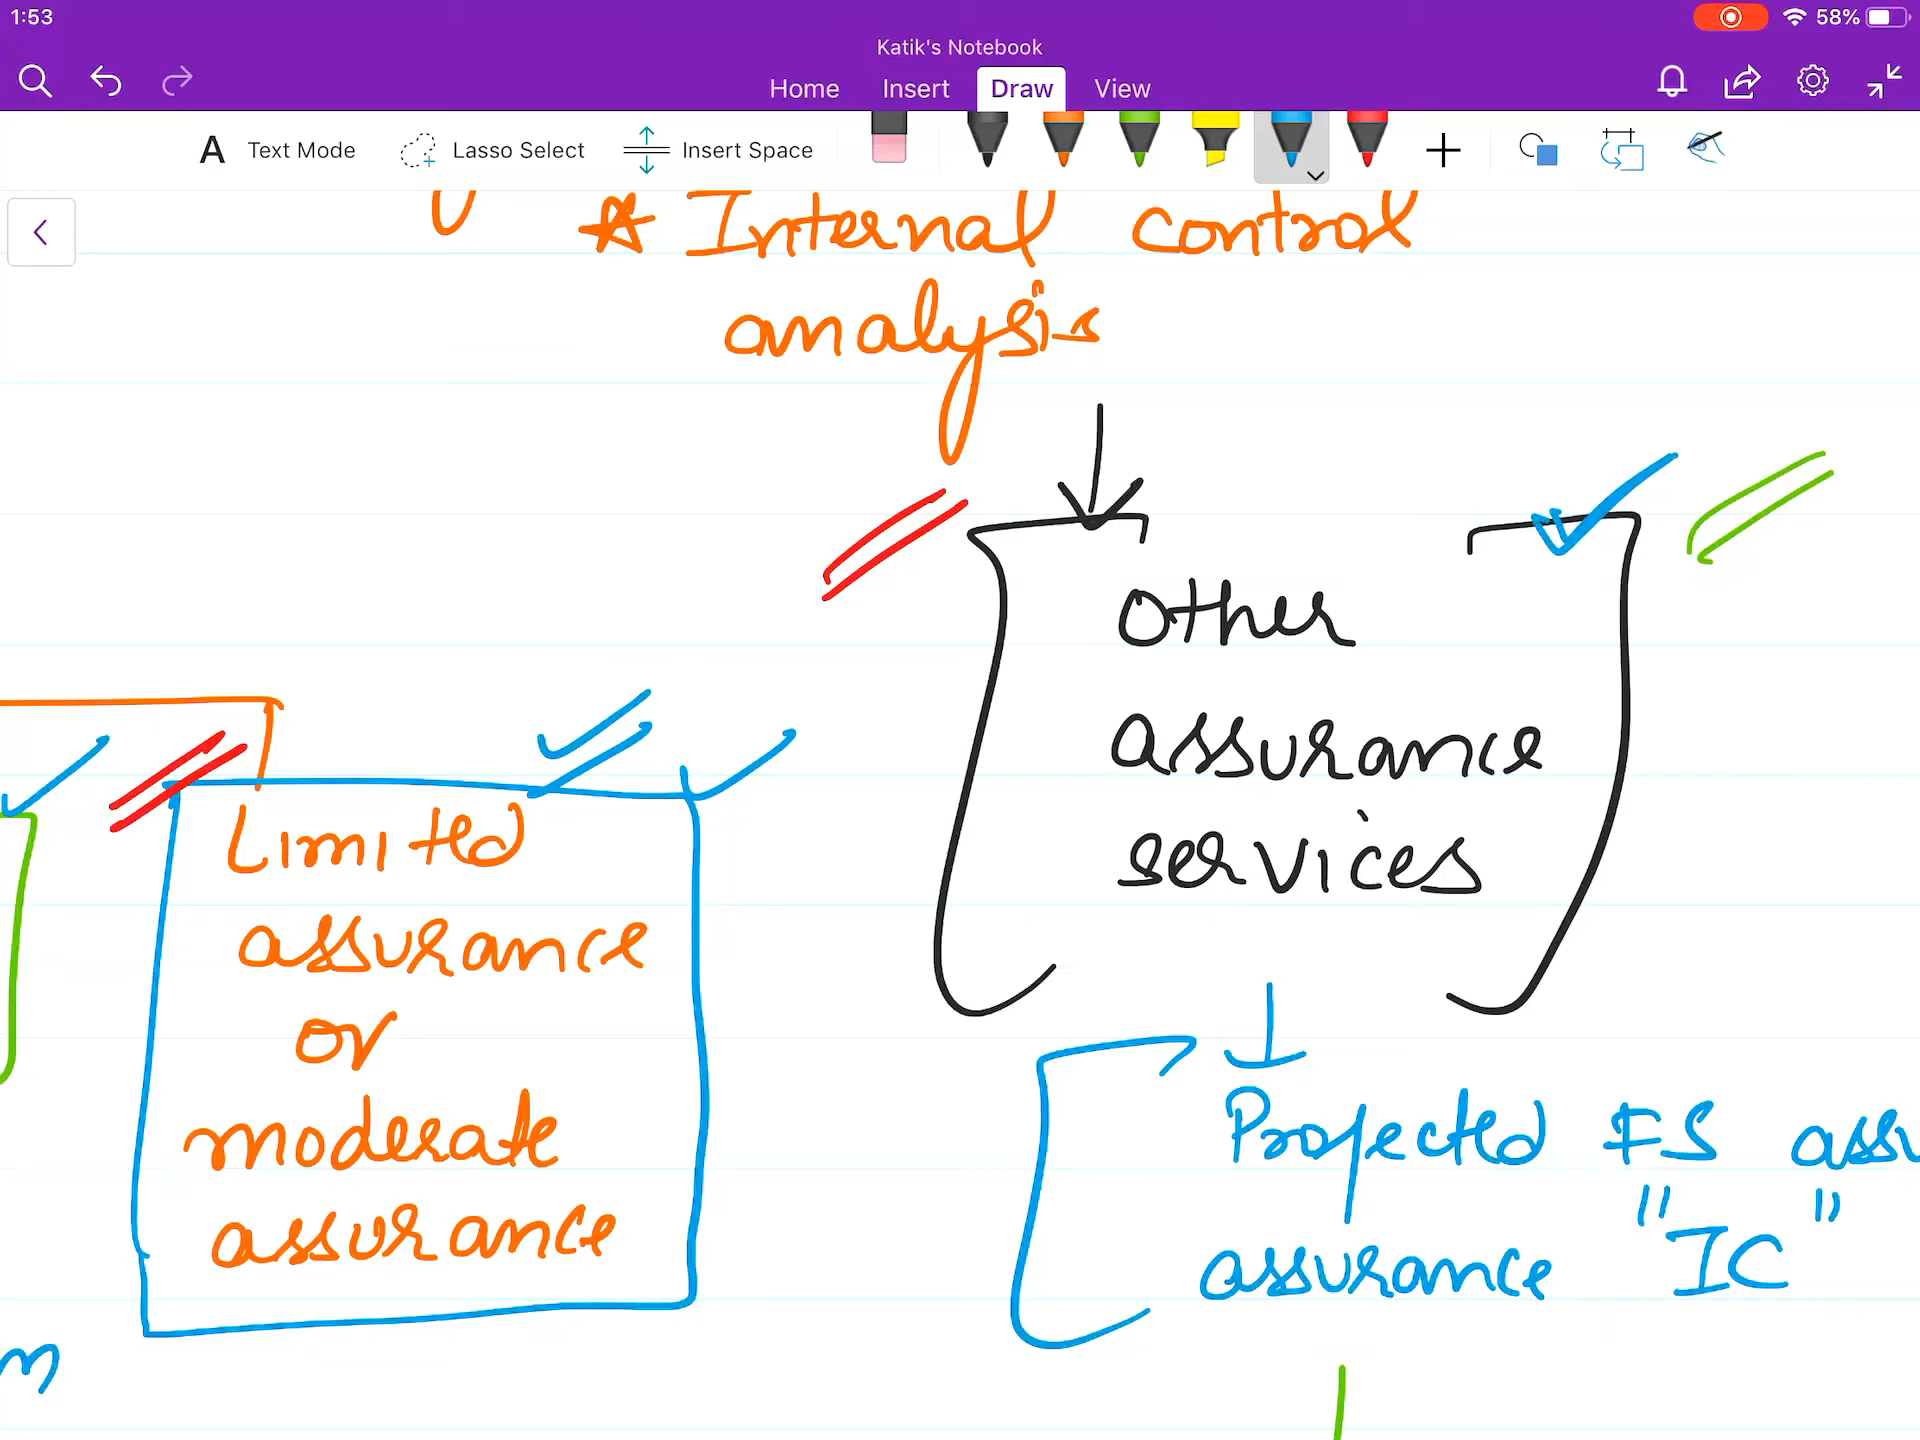 1:53
58%
Katik's Notebook
Home Insert Draw View
A Text Mode Lasso Select Insert Space
☆ Internal control
analysis
Other
assurance
services
Limited
assurance
or
moderate
assurance
Projected FS
assurance "IC"